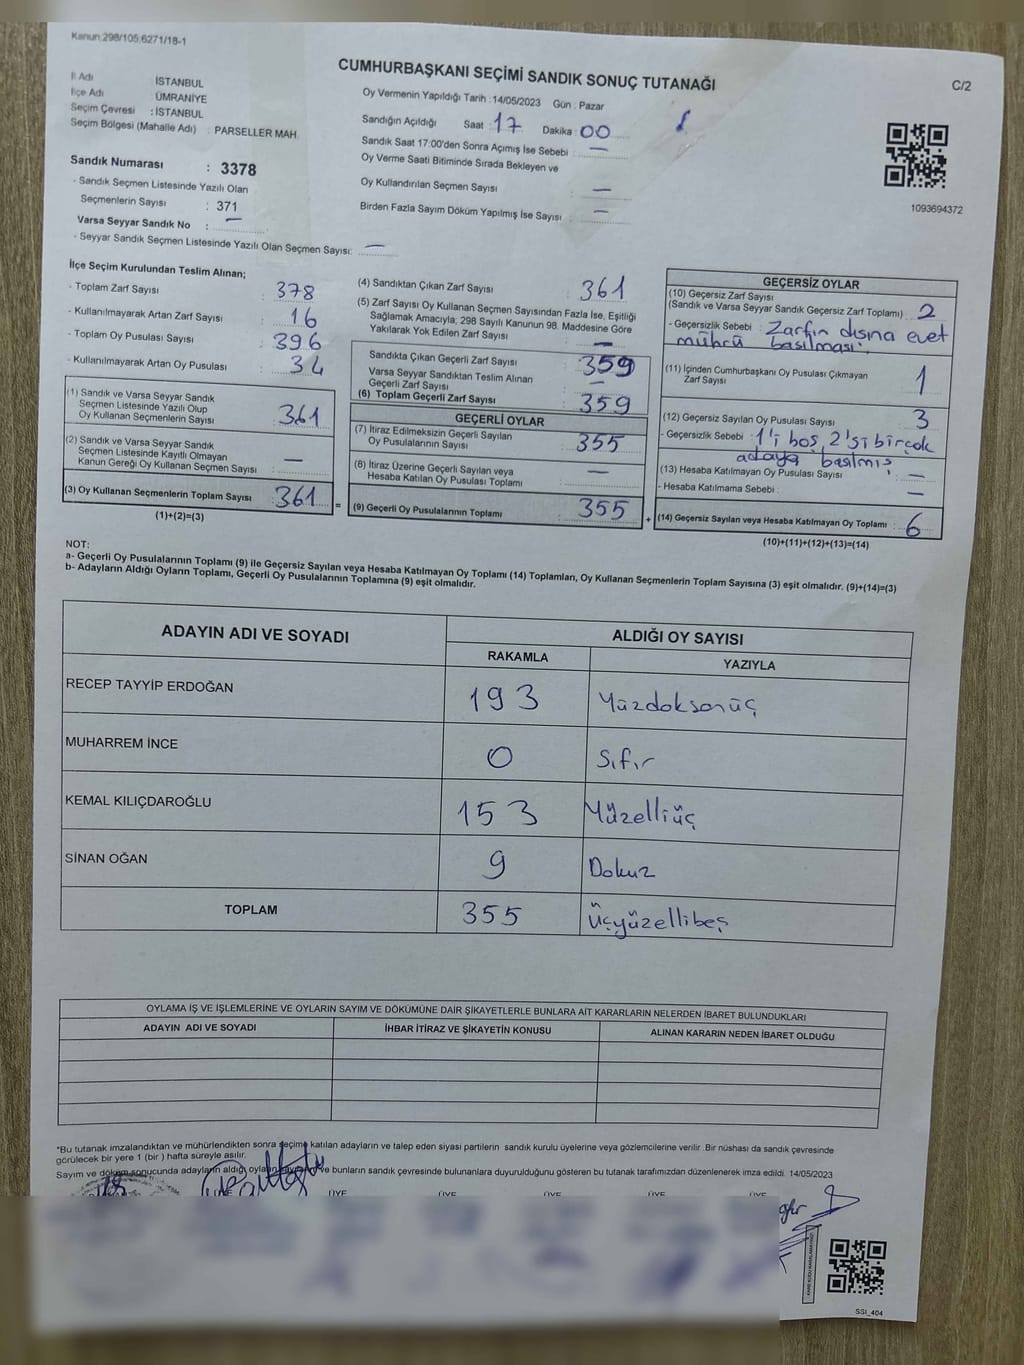 Kanun:298/105,6271/18-1
CUMHURBAŞKANI SEÇİMİ SANDIK SONUÇ TUTANAĞI
C/2
İl Adı İSTANBUL
İlçe Adı ÜMRANİYE
Seçim Çevresi : İSTANBUL
Seçim Bölgesi (Mahalle Adı) : PARSELLER MAH.
Sandık Numarası : 3378
- Sandık Seçmen Listesinde Yazılı Olan
Seçmenlerin Sayısı : 371
Varsa Seyyar Sandık No : —
- Seyyar Sandık Seçmen Listesinde Yazılı Olan Seçmen Sayısı: —
Oy Vermenin Yapıldığı Tarih :14/05/2023 Gün : Pazar
Sandığın Açıldığı Saat : 17 Dakika : 00
Sandık Saat 17:00'den Sonra Açımış İse Sebebi : —
Oy Verme Saati Bitiminde Sırada Bekleyen ve
Oy Kullandırılan Seçmen Sayısı : —
Birden Fazla Sayım Döküm Yapılmış İse Sayısı : —
1093694372
İlçe Seçim Kurulundan Teslim Alınan;
- Toplam Zarf Sayısı : 378
- Kullanılmayarak Artan Zarf Sayısı : 16
- Toplam Oy Pusulası Sayısı : 396
- Kullanılmayarak Artan Oy Pusulası : 34
(1) Sandık ve Varsa Seyyar Sandık
Seçmen Listesinde Yazılı Olup
Oy Kullanan Seçmenlerin Sayısı : 361
(2) Sandık ve Varsa Seyyar Sandık
Seçmen Listesinde Kayıtlı Olmayan
Kanun Gereği Oy Kullanan Seçmen Sayısı : —
(3) Oy Kullanan Seçmenlerin Toplam Sayısı : 361 =
(1)+(2)=(3)
(4) Sandıktan Çıkan Zarf Sayısı : 361
(5) Zarf Sayısı Oy Kullanan Seçmen Sayısından Fazla İse, Eşitliği
Sağlamak Amacıyla; 298 Sayılı Kanunun 98. Maddesine Göre
Yakılarak Yok Edilen Zarf Sayısı : —
Sandıkta Çıkan Geçerli Zarf Sayısı : 359
Varsa Seyyar Sandıktan Teslim Alınan
Geçerli Zarf Sayısı : —
(6) Toplam Geçerli Zarf Sayısı : 359
GEÇERLİ OYLAR
(7) İtiraz Edilmeksizin Geçerli Sayılan
Oy Pusulalarının Sayısı : 355
(8) İtiraz Üzerine Geçerli Sayılan veya
Hesaba Katılan Oy Pusulası Toplamı : —
(9) Geçerli Oy Pusulalarının Toplamı : 355 +
GEÇERSİZ OYLAR
(10) Geçersiz Zarf Sayısı
(Sandık ve Varsa Seyyar Sandık Geçersiz Zarf Toplamı) : 2
- Geçersizlik Sebebi : Zarfın dışına evet
mührü basılması.
(11) İçinden Cumhurbaşkanı Oy Pusulası Çıkmayan
Zarf Sayısı : 1
(12) Geçersiz Sayılan Oy Pusulası Sayısı : 3
- Geçersizlik Sebebi : 1'i boş, 2'si birçok
adaya basılmış
(13) Hesaba Katılmayan Oy Pusulası Sayısı : —
- Hesaba Katılmama Sebebi : —
(14) Geçersiz Sayılan veya Hesaba Katılmayan Oy Toplamı : 6
(10)+(11)+(12)+(13)=(14)
NOT:
a- Geçerli Oy Pusulalarının Toplamı (9) ile Geçersiz Sayılan veya Hesaba Katılmayan Oy Toplamı (14) Toplamları, Oy Kullanan Seçmenlerin Toplam Sayısına (3) eşit olmalıdır. (9)+(14)=(3)
b- Adayların Aldığı Oyların Toplamı, Geçerli Oy Pusulalarının Toplamına (9) eşit olmalıdır.
ADAYIN ADI VE SOYADI
ALDIĞI OY SAYISI
RAKAMLA YAZIYLA
RECEP TAYYİP ERDOĞAN 193 Yüzdoksanüç
MUHARREM İNCE 0 Sıfır
KEMAL KILIÇDAROĞLU 153 Yüzelliüç
SİNAN OĞAN 9 Dokuz
TOPLAM 355 Üçyüzellibeş
OYLAMA İŞ VE İŞLEMLERİNE VE OYLARIN SAYIM VE DÖKÜMÜNE DAİR ŞİKAYETLERLE BUNLARA AİT KARARLARIN NELERDEN İBARET BULUNDUKLARI
ADAYIN ADI VE SOYADI İHBAR İTİRAZ VE ŞİKAYETİN KONUSU ALINAN KARARIN NEDEN İBARET OLDUĞU
*Bu tutanak imzalandıktan ve mühürlendikten sonra seçime katılan adayların ve talep eden siyasi partilerin sandık kurulu üyelerine veya gözlemcilerine verilir. Bir nüshası da sandık çevresinde
görülecek bir yere 1 (bir ) hafta süreyle asılır.
Sayım ve döküm sonucunda adayların aldığı oyların ve bunların sandık çevresinde bulunanlara duyurulduğunu gösteren bu tutanak tarafımızdan düzenlenerek imza edildi. 14/05/2023
ÜYE ÜYE ÜYE ÜYE ÜYE
SSI_404